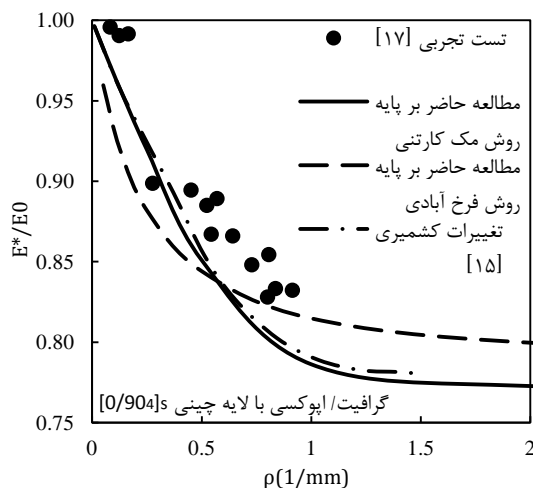 1.00
0.95
0.90
0.85
0.80
0.75
E*/E0
تست تجربی [۱۷]
مطالعه حاضر بر پایه
روش مک کارتنی
مطالعه حاضر بر پایه
روش فرخ آبادی
تغییرات کشمیری
[۱۵]
گرافیت/ اپوکسی با لایه چینی [0/904]s
0 0.5 1 1.5 2
ρ(1/mm)